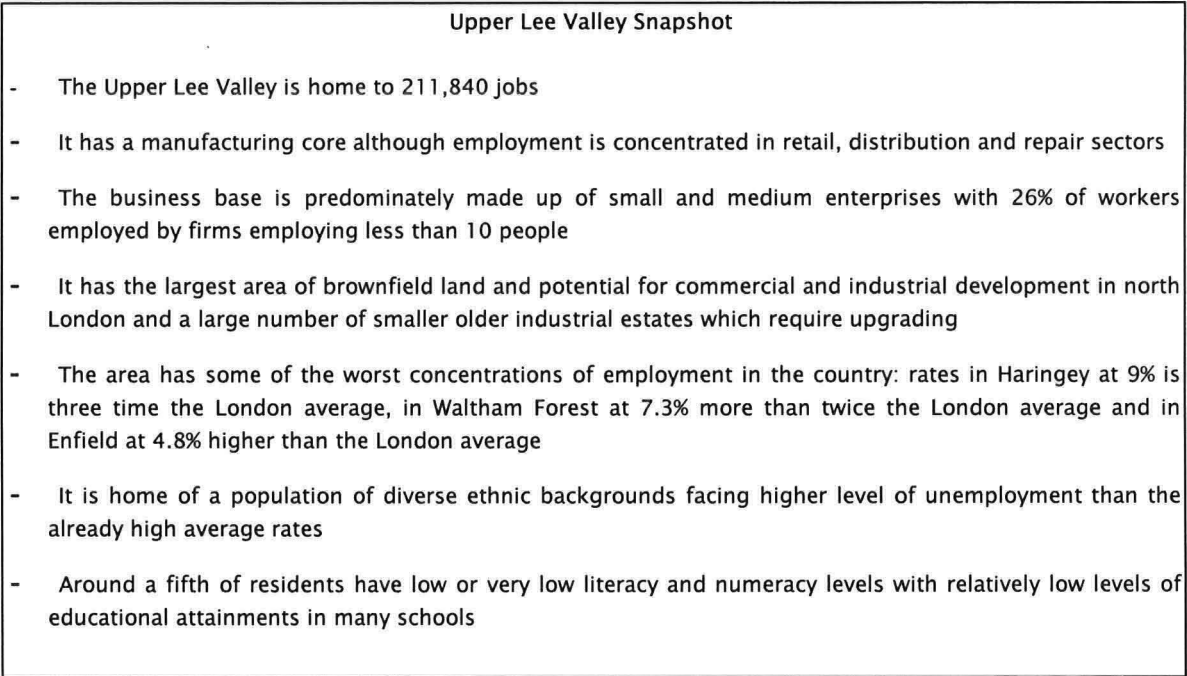 Upper Lee Valley Snapshot
- The Upper Lee Valley is home to 211,840 jobs
- It has a manufacturing core although employment is concentrated in retail, distribution and repair sectors
- The business base is predominately made up of small and medium enterprises with 26% of workers
employed by firms employing less than 10 people
- It has the largest area of brownfield land and potential for commercial and industrial development in north
London and a large number of smaller older industrial estates which require upgrading
- The area has some of the worst concentrations of employment in the country: rates in Haringey at 9% is
three time the London average, in Waltham Forest at 7.3% more than twice the London average and in
Enfield at 4.8% higher than the London average
- It is home of a population of diverse ethnic backgrounds facing higher level of unemployment than the
already high average rates
- Around a fifth of residents have low or very low literacy and numeracy levels with relatively low levels of
educational attainments in many schools